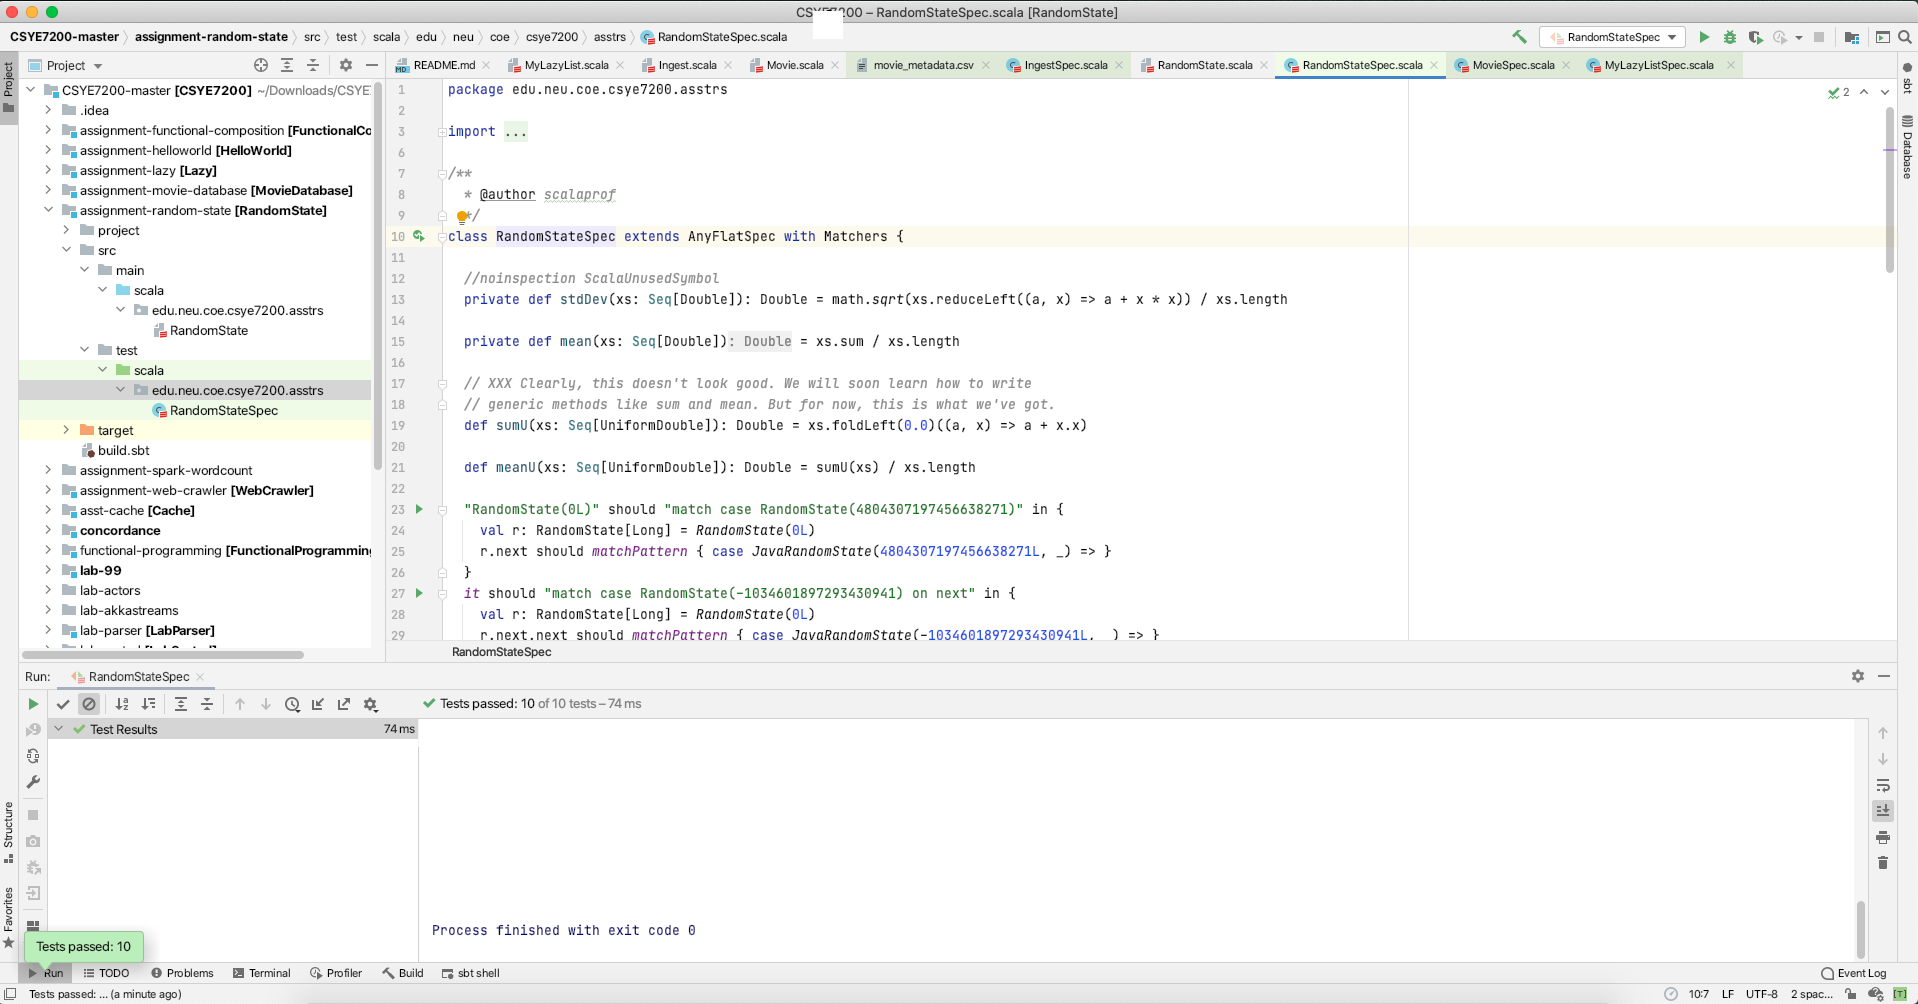 CSYE7200 – RandomStateSpec.scala [RandomState]
CSYE7200-master assignment-random-state src test scala edu neu coe csye7200 asstrs RandomStateSpec.scala
RandomStateSpec
Project
README.md MyLazyList.scala Ingest.scala Movie.scala movie_metadata.csv IngestSpec.scala RandomState.scala RandomStateSpec.scala MovieSpec.scala MyLazyListSpec.scala
Project
Structure
Favorites
sbt
Database
CSYE7200-master [CSYE7200] ~/Downloads/CSYE
.idea
assignment-functional-composition [FunctionalCo
assignment-helloworld [HelloWorld]
assignment-lazy [Lazy]
assignment-movie-database [MovieDatabase]
assignment-random-state [RandomState]
project
src
main
scala
edu.neu.coe.csye7200.asstrs
RandomState
test
scala
edu.neu.coe.csye7200.asstrs
RandomStateSpec
target
build.sbt
assignment-spark-wordcount
assignment-web-crawler [WebCrawler]
asst-cache [Cache]
concordance
functional-programming [FunctionalProgramming
lab-99
lab-actors
lab-akkastreams
lab-parser [LabParser]
2
1 package edu.neu.coe.csye7200.asstrs
2
3 import ...
6
7 /**
8 * @author scalaprof
9 */
10 class RandomStateSpec extends AnyFlatSpec with Matchers {
11
12 //noinspection ScalaUnusedSymbol
13 private def stdDev(xs: Seq[Double]): Double = math.sqrt(xs.reduceLeft((a, x) => a + x * x)) / xs.length
14
15 private def mean(xs: Seq[Double]): Double = xs.sum / xs.length
16
17 // XXX Clearly, this doesn't look good. We will soon learn how to write
18 // generic methods like sum and mean. But for now, this is what we've got.
19 def sumU(xs: Seq[UniformDouble]): Double = xs.foldLeft(0.0)((a, x) => a + x.x)
20
21 def meanU(xs: Seq[UniformDouble]): Double = sumU(xs) / xs.length
22
23 "RandomState(0L)" should "match case RandomState(4804307197456638271)" in {
24 val r: RandomState[Long] = RandomState(0L)
25 r.next should matchPattern { case JavaRandomState(4804307197456638271L, _) => }
26 }
27 it should "match case RandomState(-1034601897293430941) on next" in {
28 val r: RandomState[Long] = RandomState(0L)
29 r.next.next should matchPattern { case JavaRandomState(-1034601897293430941L, _) => }
RandomStateSpec
Run: RandomStateSpec
Tests passed: 10 of 10 tests – 74 ms
Test Results 74 ms
Process finished with exit code 0
Tests passed: 10
Run TODO Problems Terminal Profiler Build sbt shell Event Log
Tests passed: ... (a minute ago) 10:7 LF UTF-8 2 spac... [T]